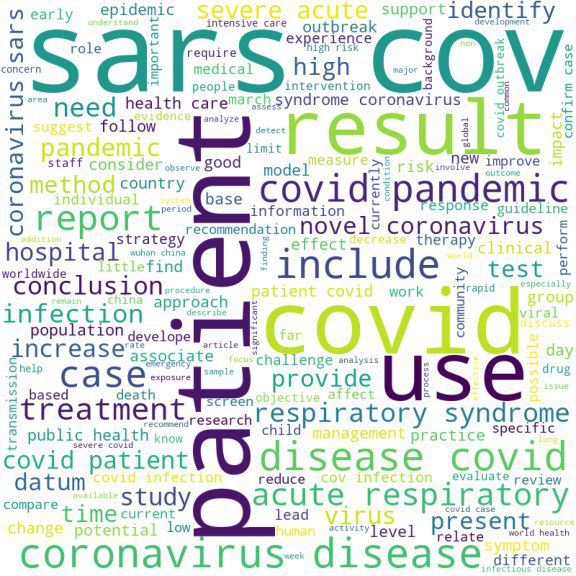 understand
early
epidemic
severe acute
support
intensive care
development
identify
role
important
outbreak
experience
require
high risk
background
non
major
concern
sars cov
coronavirus sars
area
people
medical
high
intervention
covid outbreak
confirm case
evidence
need
health care
march
syndrome coronavirus
assess
common
suggest
follow
analyze
detect
result
global
impact
pandemic
staff
consider
good
limit
measure
risk
new
improve
observe
involve
outcome
method
country
base
model
covid pandemic
currently
condition
individual
system
period
information
response
guideline
report
recommendation
novel coronavirus
addition
wuhan china
strategy
effect
decrease
therapy
world
perform
hospital
little
find
finding
include
test
clinical
especially
worldwide
procedure
conclusion
remain
china
describe
approach
patient covid
work
community
rapid
group
viral
discuss
infection
population
develope
significant
far
covid
day
increase
rate
article
associate
challenge
analysis
possible
drug
help
emergency
focus
provide
use
process
effective
issue
case
based
exposure
death
sample
screen
objective
affect
transmission
treatment
research
patient
respiratory syndrome
public health
recommend
know
child
management
practice
specific
severe covid
covid patient
disease covid
lung
datum
covid infection
cov infection
evaluate
review
available
study
reduce
acute respiratory
compare
time
current
lead
virus
covid case
present
resource
change
potential
low
human
level
relate
world health
symptom
activity
coronavirus disease
week
different
infectious disease